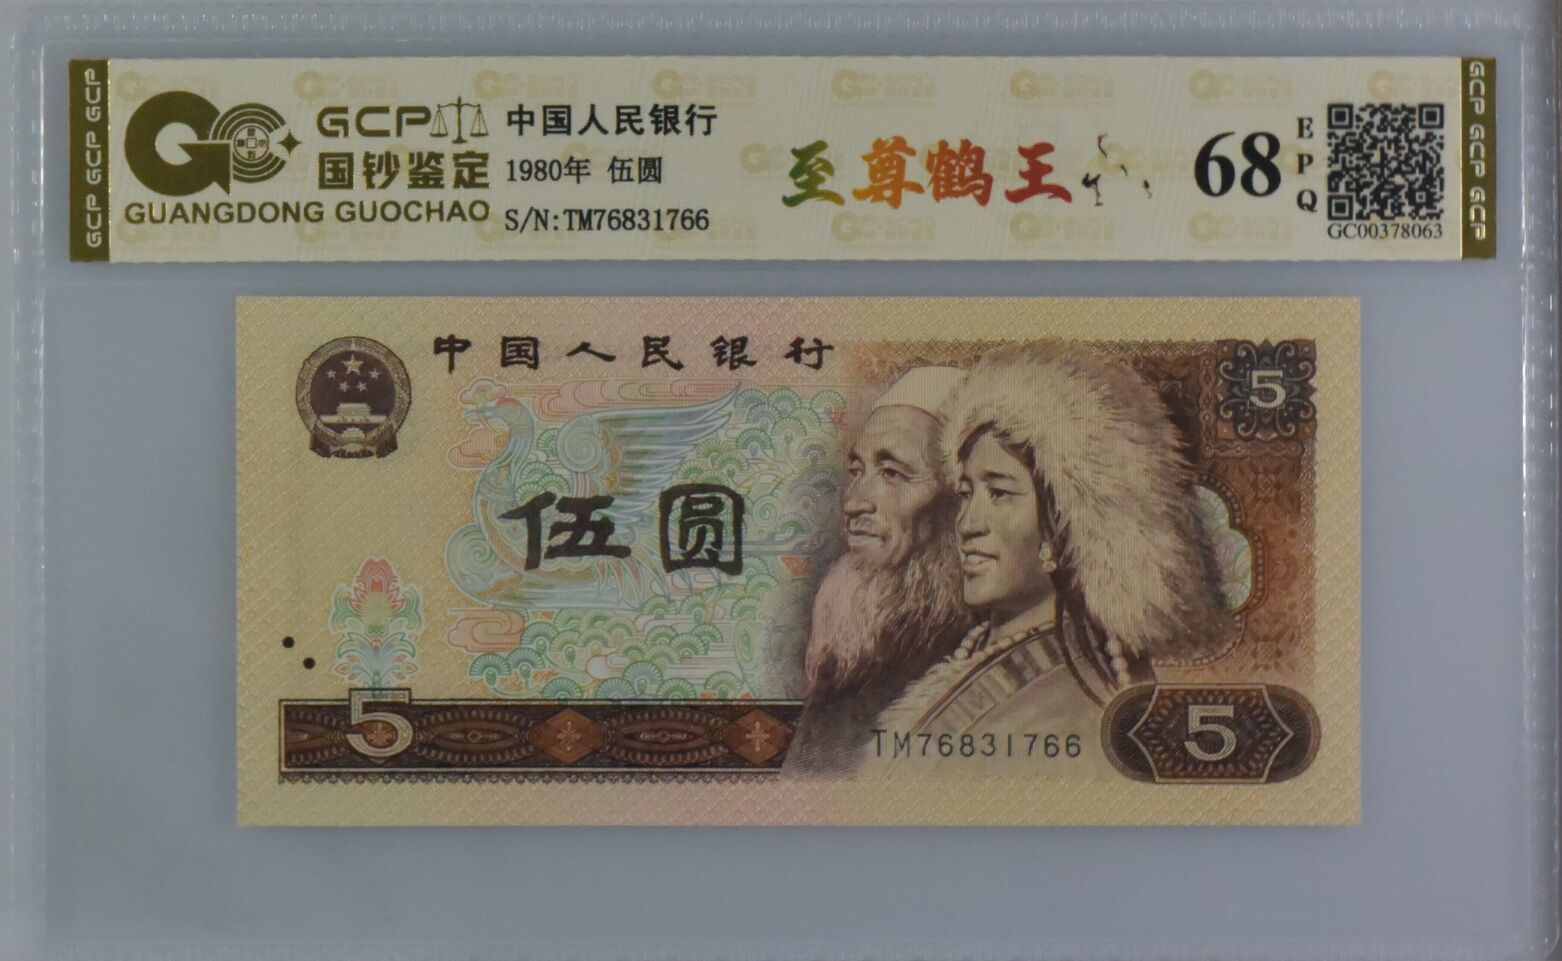 GCP GCP GCP
GCP
国钞鉴定
GUANGDONG GUOCHAO
中国人民银行
1980年 伍圆
S/N:TM76831766
至尊鹤王
68
EPQ
GC00378063
GCP GCP GCP
中国人民银行
5
伍圆
5
TM76831766
5